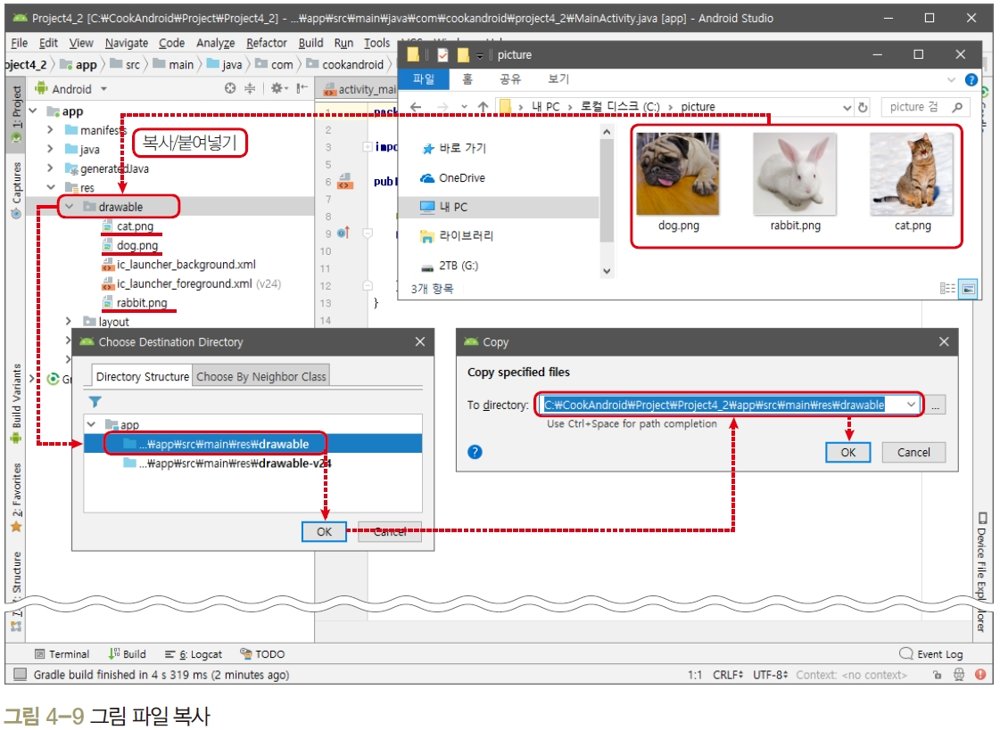 Project4_2 [C:₩CookAndroid₩Project₩Project4_2] - ...₩app₩src₩main₩java₩com₩cookandroid₩project4_2₩MainActivity.java [app] - Android Studio
File Edit View Navigate Code Analyze Refactor Build Run Tools
oject4_2 app src main java com cookandroid
Android
activity_mai
1: Project
Captures
Build Variants
2: Favorites
7: Structure
app
manifests
java
generatedJava
res
drawable
cat.png
dog.png
ic_launcher_background.xml
ic_launcher_foreground.xml (v24)
rabbit.png
layout
복사/붙여넣기
1 pack
2
3 impo
5
6 publ
7
8
9
10
11
12
13 }
14
picture
파일 홈 공유 보기
내 PC > 로컬 디스크 (C:) > picture
picture 검
바로 가기
OneDrive
내 PC
라이브러리
2TB (G:)
3개 항목
dog.png rabbit.png cat.png
Choose Destination Directory
Directory Structure Choose By Neighbor Class
app
...₩app₩src₩main₩res₩drawable
...₩app₩src₩main₩res₩drawable-v24
OK Cancel
Copy
Copy specified files
To directory: C:₩CookAndroid₩Project₩Project4_2₩app₩src₩main₩res₩drawable ...
Use Ctrl+Space for path completion
? OK Cancel
Device File Explorer
Terminal Build 6: Logcat TODO Event Log
Gradle build finished in 4 s 319 ms (2 minutes ago) 1:1 CRLF UTF-8 Context: <no context>
그림 4-9 그림 파일 복사